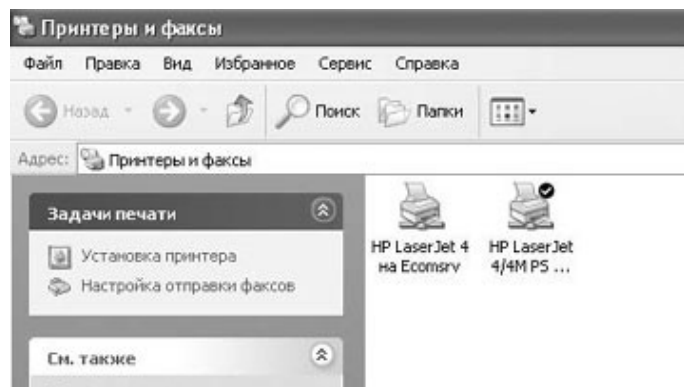 Принтеры и факсы
Файл Правка Вид Избранное Сервис Справка
Назад Поиск Папки
Адрес: Принтеры и факсы
Задачи печати
Установка принтера
Настройка отправки факсов
См. также
HP LaserJet 4
на Ecomsrv
HP LaserJet
4/4M PS ...